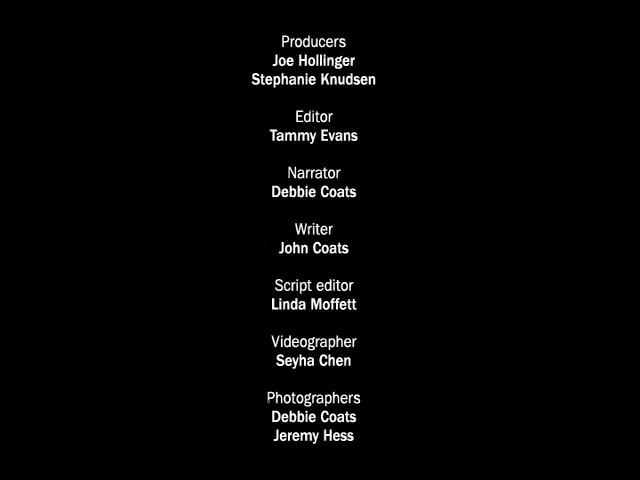 Producers
Joe Hollinger
Stephanie Knudsen
Editor
Tammy Evans
Narrator
Debbie Coats
Writer
John Coats
Script editor
Linda Moffett
Videographer
Seyha Chen
Photographers
Debbie Coats
Jeremy Hess